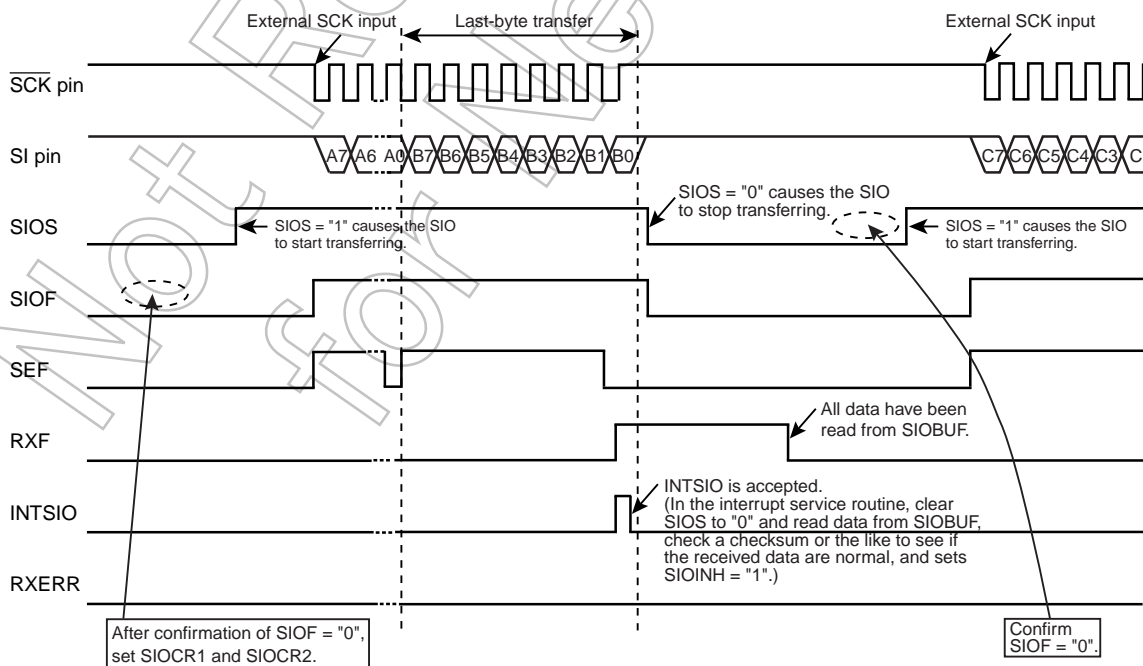 External SCK input
Last-byte transfer
External SCK input
SCK pin
SI pin
A7 A6 A0 B7 B6 B5 B4 B3 B2 B1 B0
C7 C6 C5 C4 C3 C
SIOS
SIOS = "1" causes the SIO
to start transferring.
SIOS = "0" causes the SIO
to stop transferring.
SIOS = "1" causes the SIO
to start transferring.
SIOF
SEF
RXF
All data have been
read from SIOBUF.
INTSIO
INTSIO is accepted.
(In the interrupt service routine, clear
SIOS to "0" and read data from SIOBUF,
check a checksum or the like to see if
the received data are normal, and sets
SIOINH = "1".)
RXERR
After confirmation of SIOF = "0",
set SIOCR1 and SIOCR2.
Confirm
SIOF = "0".
Not
for